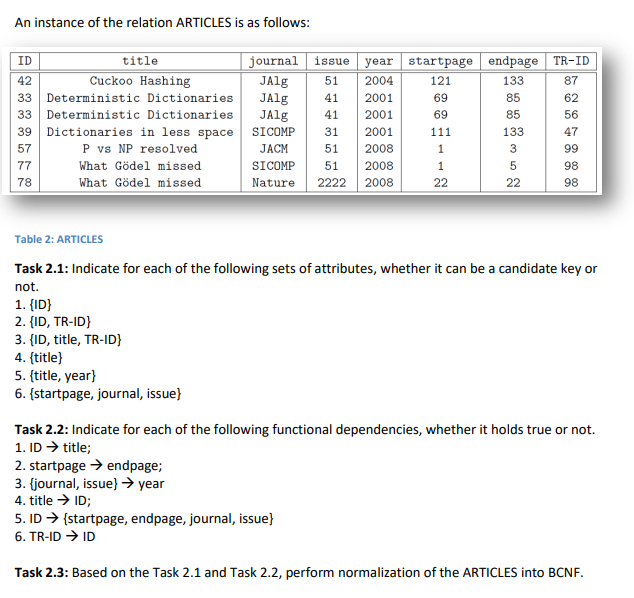 An instance of the relation ARTICLES is as follows:
ID title journal issue year startpage endpage TR-ID
42 Cuckoo Hashing JAlg 51 2004 121 133 87
33 Deterministic Dictionaries JAlg 41 2001 69 85 62
33 Deterministic Dictionaries JAlg 41 2001 69 85 56
39 Dictionaries in less space SICOMP 31 2001 111 133 47
57 P vs NP resolved JACM 51 2008 1 3 99
77 What Gödel missed SICOMP 51 2008 1 5 98
78 What Gödel missed Nature 2222 2008 22 22 98
Table 2: ARTICLES
Task 2.1: Indicate for each of the following sets of attributes, whether it can be a candidate key or
not.
1. {ID}
2. {ID, TR-ID}
3. {ID, title, TR-ID}
4. {title}
5. {title, year}
6. {startpage, journal, issue}
Task 2.2: Indicate for each of the following functional dependencies, whether it holds true or not.
1. ID → title;
2. startpage → endpage;
3. {journal, issue} → year
4. title → ID;
5. ID → {startpage, endpage, journal, issue}
6. TR-ID → ID
Task 2.3: Based on the Task 2.1 and Task 2.2, perform normalization of the ARTICLES into BCNF.